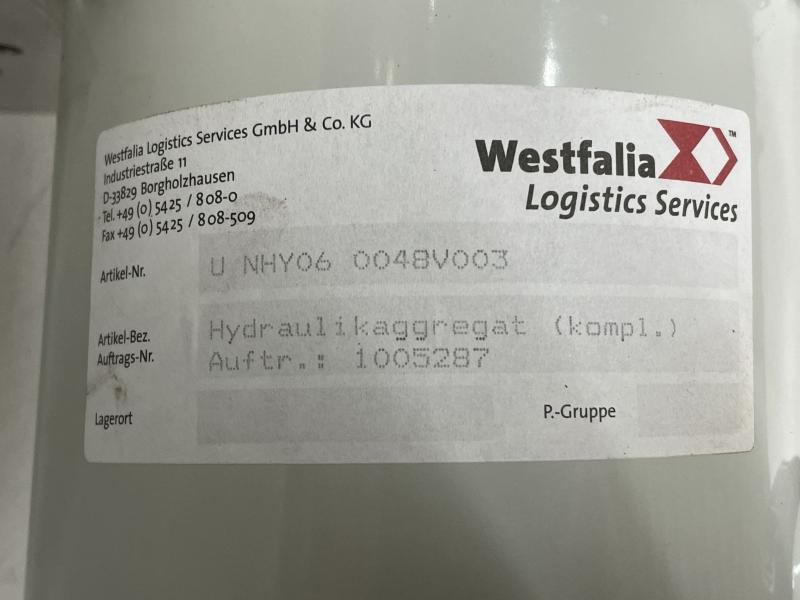 Westfalia Logistics Services GmbH & Co. KG
Industriestraße 11
D-33829 Borgholzhausen
Tel. +49 (0) 5425 / 808-0
Fax +49 (0) 5425 / 808-509
Westfalia ™
Logistics Services
Artikel-Nr. U NHY06 0048V003
Artikel-Bez. Hydraulikaggregat (kompl.)
Auftrags-Nr. Auftr.: 1005287
Lagerort P.-Gruppe